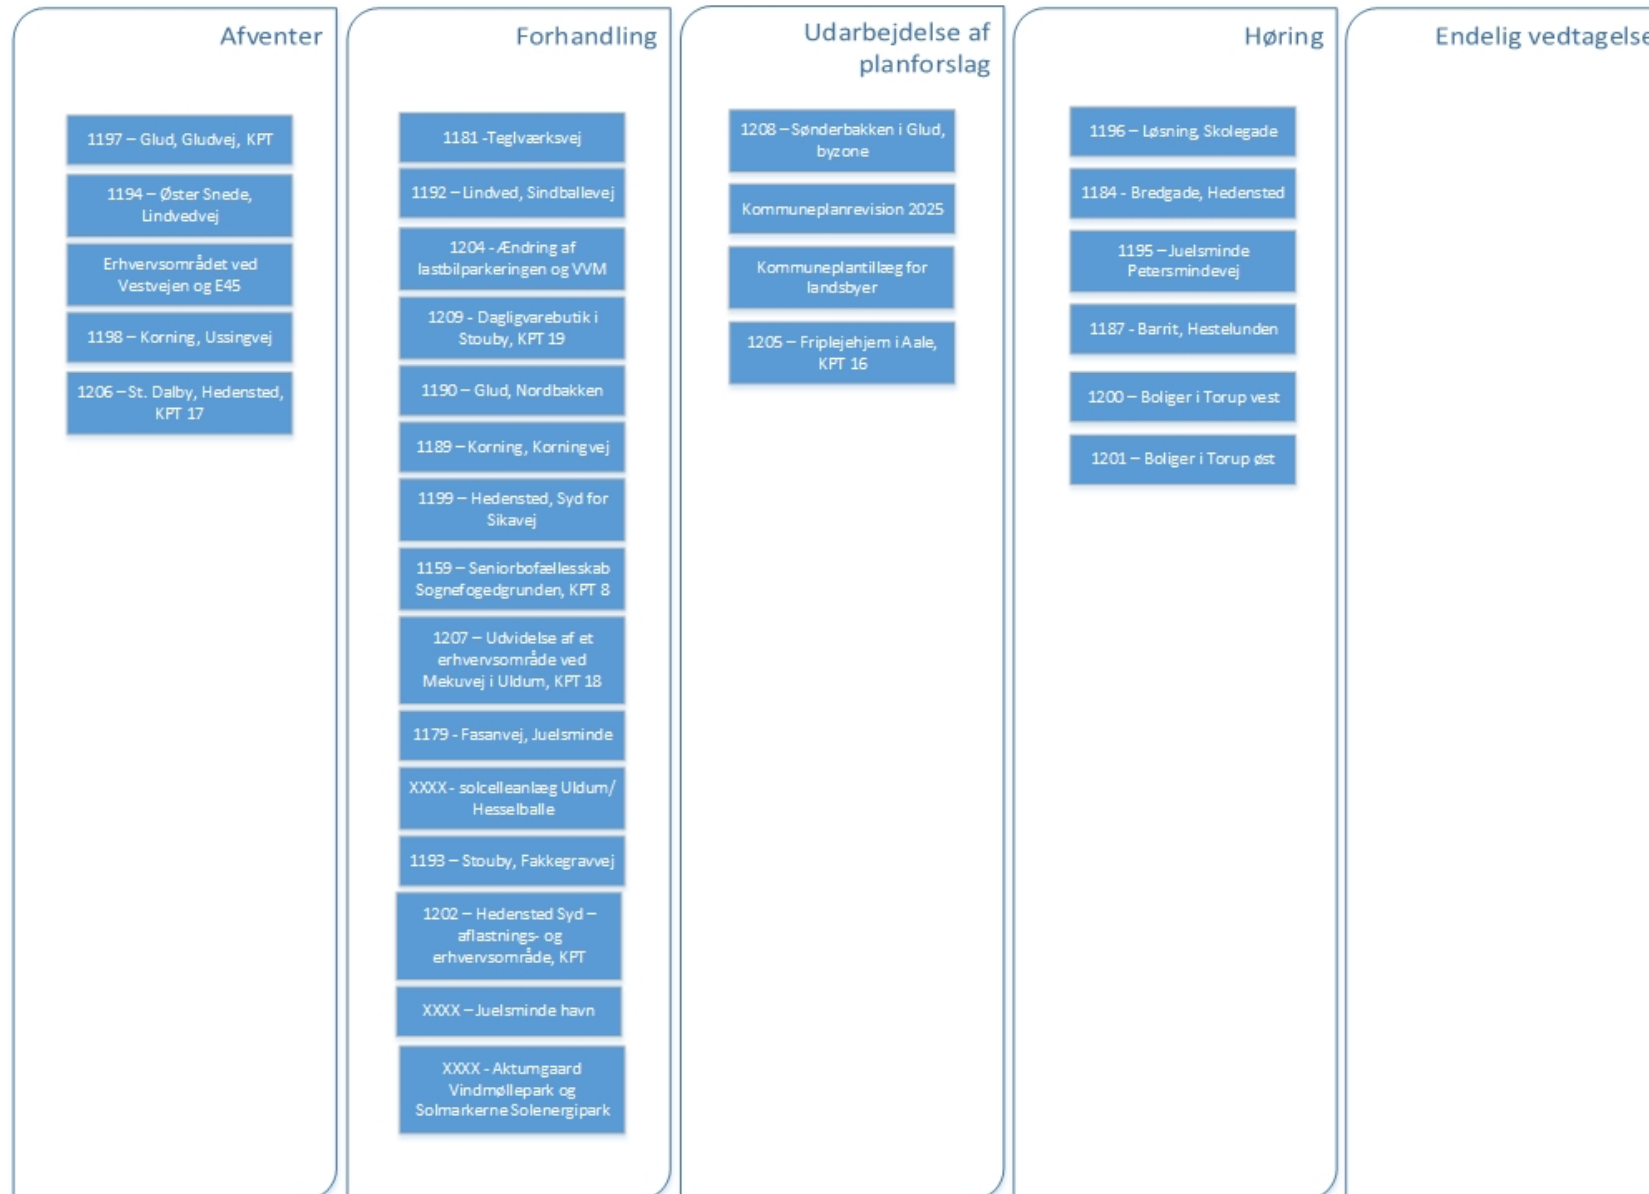 Afventer
1197 – Glud, Gludvej, KPT
1194 – Øster Snede,
Lindvedvej
Erhvervsområdet ved
Vestvejen og E45
1198 – Korning, Ussingvej
1206 – St. Dalby, Hedensted,
KPT 17
Forhandling
1181 -Teglværksvej
1192 – Lindved, Sindballevej
1204 - Ændring af
lastbilparkeringen og VVM
1209 - Dagligvarebutik i
Stouby, KPT 19
1190 – Glud, Nordbakken
1189 – Korning, Korningvej
1199 – Hedensted, Syd for
Sikavej
1159 – Seniorbofællesskab
Sognefogedgrunden, KPT 8
1207 – Udvidelse af et
erhvervsområde ved
Mekuvej i Uldum, KPT 18
1179 - Fasanvej, Juelsminde
XXXX - solcelleanlæg Uldum/
Hesselballe
1193 – Stouby, Fakkegravvej
1202 – Hedensted Syd –
aflastnings- og
erhvervsområde, KPT
XXXX – Juelsminde havn
XXXX - Aktumgaard
Vindmøllepark og
Solmarkerne Solenergipark
Udarbejdelse af
planforslag
1208 – Sønderbakken i Glud,
byzone
Kommuneplanrevision 2025
Kommuneplantillæg for
landsbyer
1205 – Friplejehjem i Aale,
KPT 16
Høring
1196 – Løsning, Skolegade
1184 - Bredgade, Hedensted
1195 – Juelsminde
Petersmindevej
1187 - Barrit, Hestelunden
1200 – Boliger i Torup vest
1201 – Boliger i Torup øst
Endelig vedtagelse